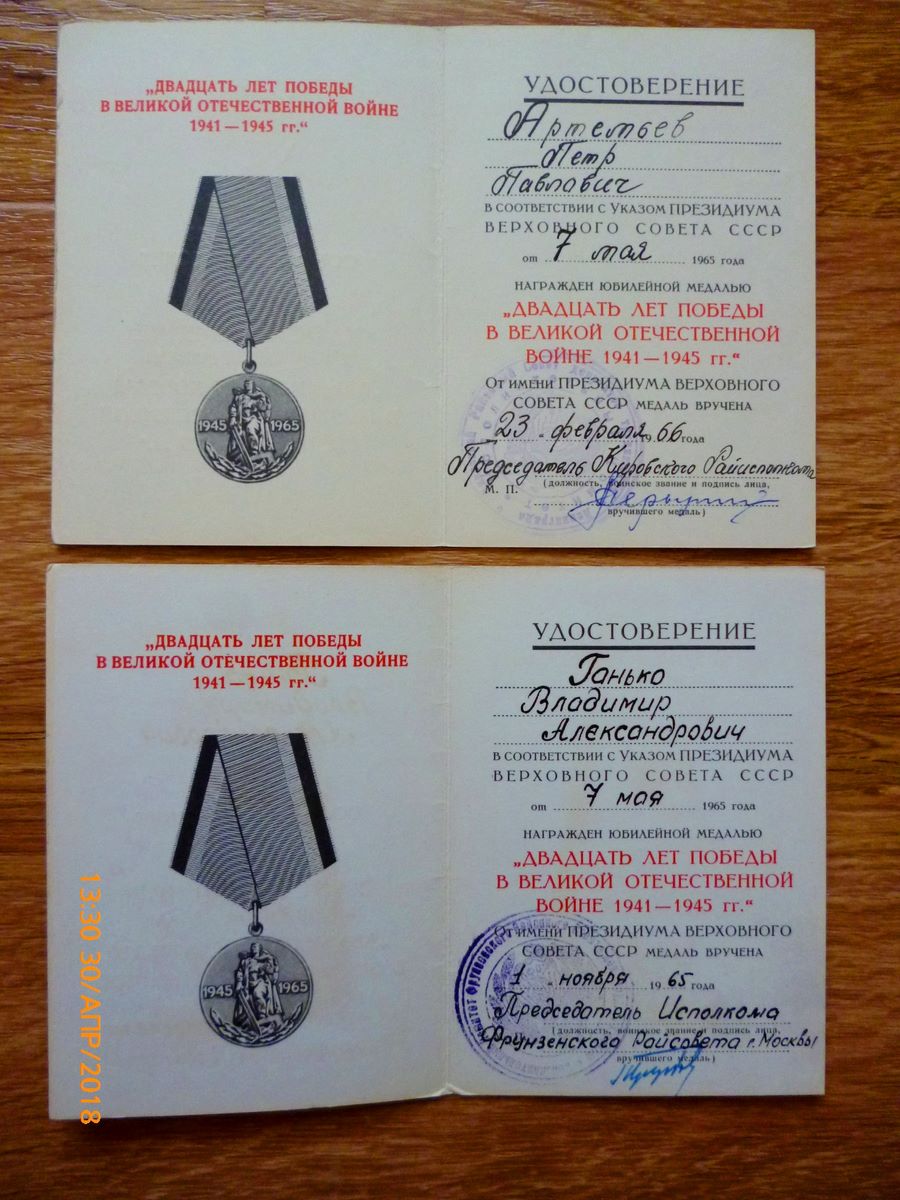 „ДВАДЦАТЬ ЛЕТ ПОБЕДЫ
В ВЕЛИКОЙ ОТЕЧЕСТВЕННОЙ ВОЙНЕ
1941—1945 гг.“
1945 1965
УДОСТОВЕРЕНИЕ
Артемьев
Петр
Павлович
В СООТВЕТСТВИИ С УКАЗОМ ПРЕЗИДИУМА
ВЕРХОВНОГО СОВЕТА СССР
от 7 мая 1965 года
НАГРАЖДЕН ЮБИЛЕЙНОЙ МЕДАЛЬЮ
„ДВАДЦАТЬ ЛЕТ ПОБЕДЫ
В ВЕЛИКОЙ ОТЕЧЕСТВЕННОЙ
ВОЙНЕ 1941—1945 гг.“
От имени ПРЕЗИДИУМА ВЕРХОВНОГО
СОВЕТА СССР МЕДАЛЬ ВРУЧЕНА
23 февраля 1966 года
Председатель Кировского Райисполкома
(должность, воинское звание и подпись лица,
М. П.
вручившего медаль)
„ДВАДЦАТЬ ЛЕТ ПОБЕДЫ
В ВЕЛИКОЙ ОТЕЧЕСТВЕННОЙ ВОЙНЕ
1941—1945 гг.“
1945 1965
УДОСТОВЕРЕНИЕ
Ганько
Владимир
Александрович
В СООТВЕТСТВИИ С УКАЗОМ ПРЕЗИДИУМА
ВЕРХОВНОГО СОВЕТА СССР
от 7 мая 1965 года
НАГРАЖДЕН ЮБИЛЕЙНОЙ МЕДАЛЬЮ
„ДВАДЦАТЬ ЛЕТ ПОБЕДЫ
В ВЕЛИКОЙ ОТЕЧЕСТВЕННОЙ
ВОЙНЕ 1941—1945 гг.“
От имени ПРЕЗИДИУМА ВЕРХОВНОГО
СОВЕТА СССР МЕДАЛЬ ВРУЧЕНА
1 ноября 1965 года
Председатель Исполкома
(должность, воинское звание и подпись лица,
Фрунзенского Райсовета г. Москвы
вручившего медаль)
13:30 30/АПР/2018